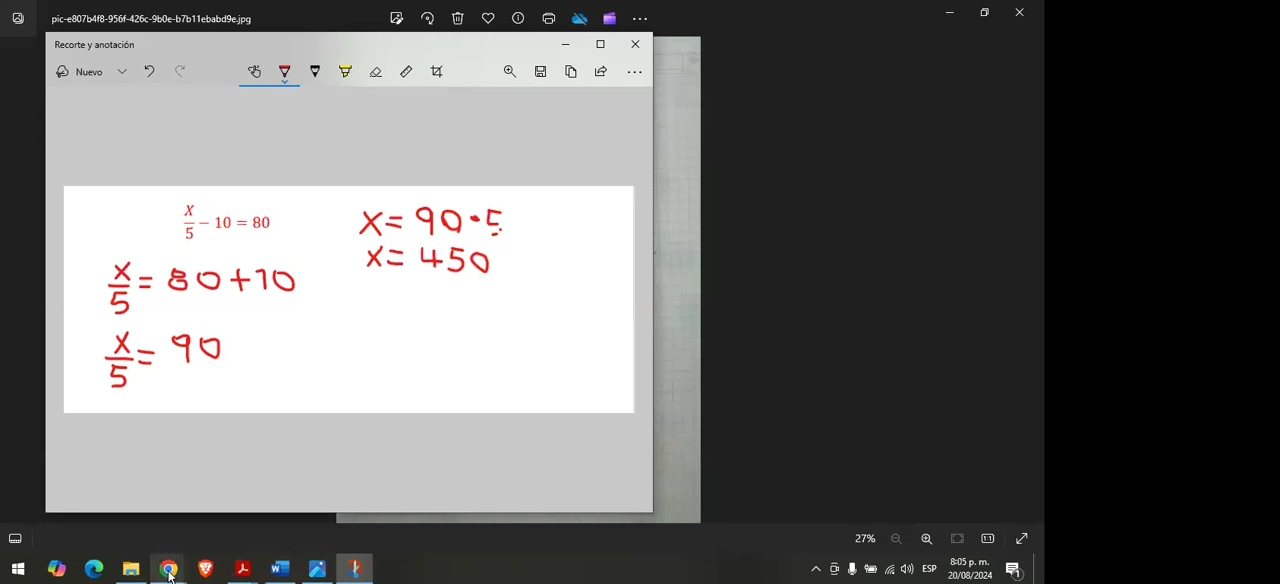 pic-e807b4f8-956f-426c-9b0e-b7b11ebabd9e.jpg
Recorte y anotación
Nuevo
x/5 − 10 = 80
x/5 = 80+10
x/5 = 90
x = 90·5
x = 450
27%
ESP
8:05 p. m.
20/08/2024